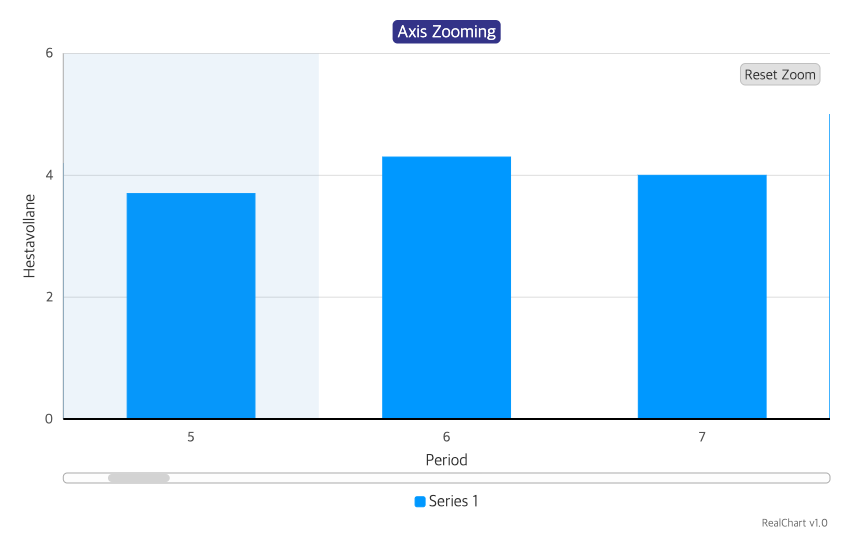 Axis Zooming
Reset Zoom
6
4
2
0
Hestavollane
5 6 7
Period
Series 1
RealChart v1.0